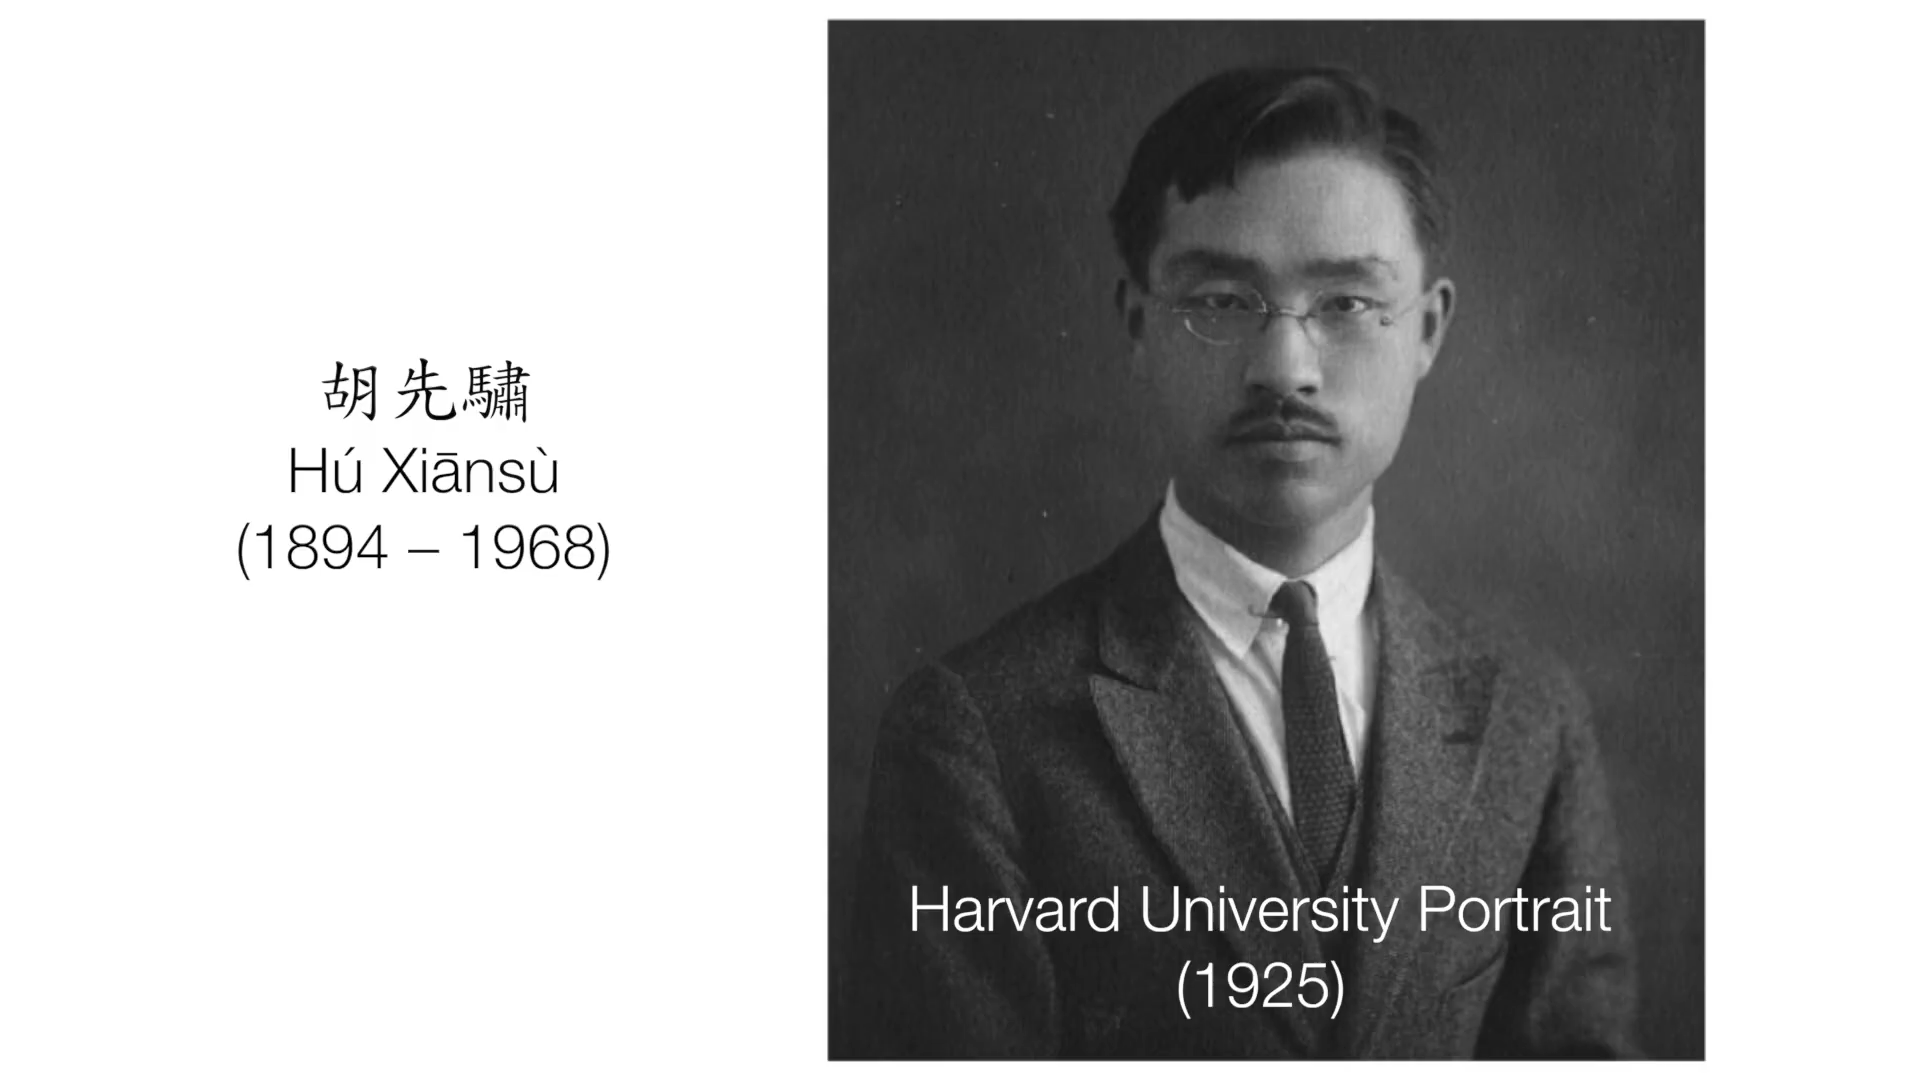 胡先驌
Hú Xiānsù
(1894 – 1968)
Harvard University Portrait
(1925)